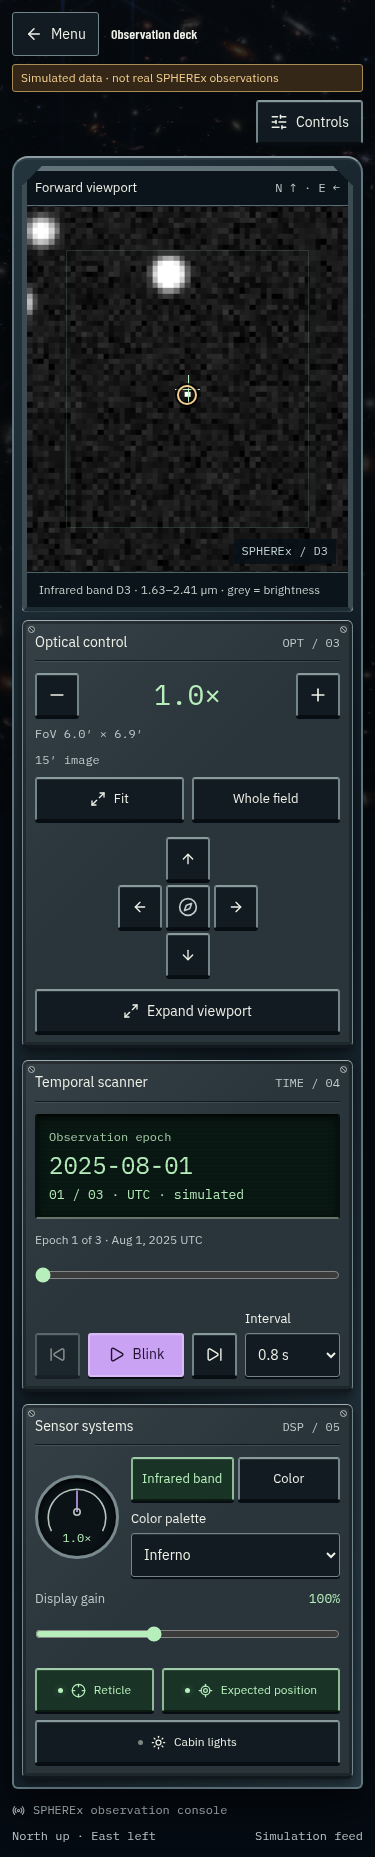 Menu
Observation deck
Simulated data · not real SPHEREx observations
Controls
Forward viewport
N ↑ · E ←
SPHEREx / D3
Infrared band D3 · 1.63–2.41 µm · grey = brightness
Optical control
OPT / 03
1.0×
FoV 6.0′ × 6.9′
15′ image
Fit
Whole field
Expand viewport
Temporal scanner
TIME / 04
Observation epoch
2025-08-01
01 / 03 · UTC · simulated
Epoch 1 of 3 · Aug 1, 2025 UTC
Interval
Blink
0.8 s
Sensor systems
DSP / 05
1.0×
Infrared band
Color
Color palette
Inferno
Display gain
100%
Reticle
Expected position
Cabin lights
SPHEREx observation console
North up · East left
Simulation feed